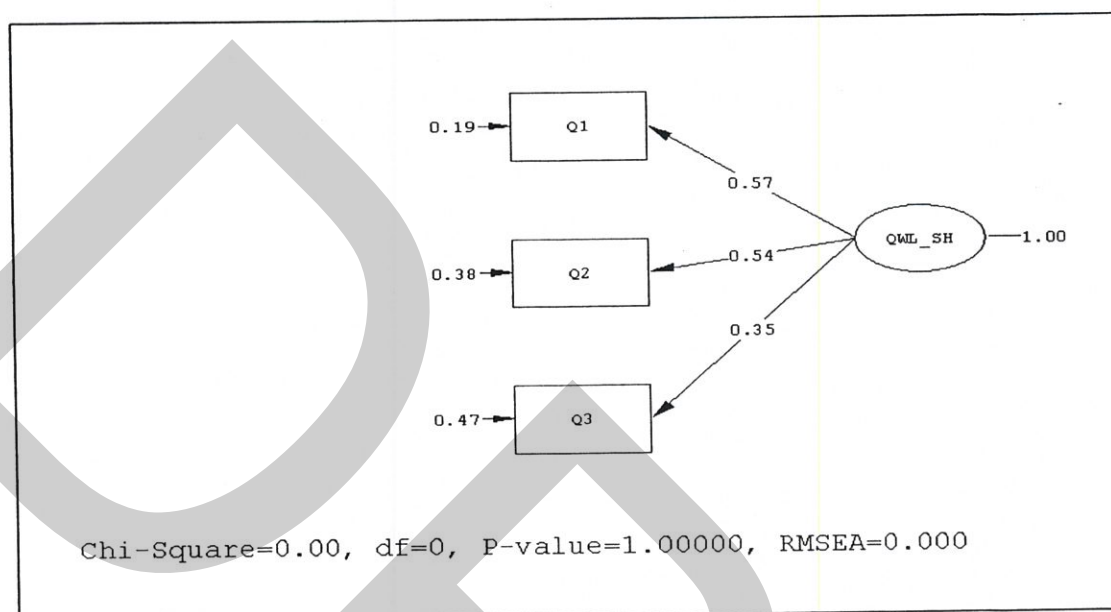 0.19
Q1
0.57
QWL_SH
1.00
0.38
Q2
0.54
0.35
0.47
Q3
Chi-Square=0.00, df=0, P-value=1.00000, RMSEA=0.000